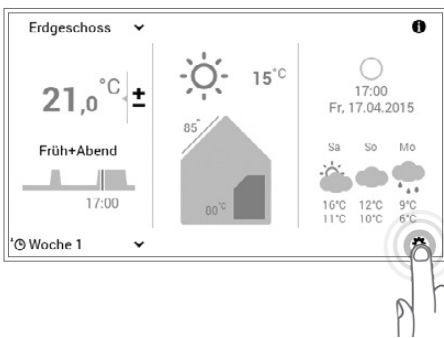 Erdgeschoss
21,0 °C ±
Früh+Abend
17:00
Woche 1
15°C
85°
00°C
17:00
Fr, 17.04.2015
Sa So Mo
16°C 12°C 9°C
11°C 10°C 6°C